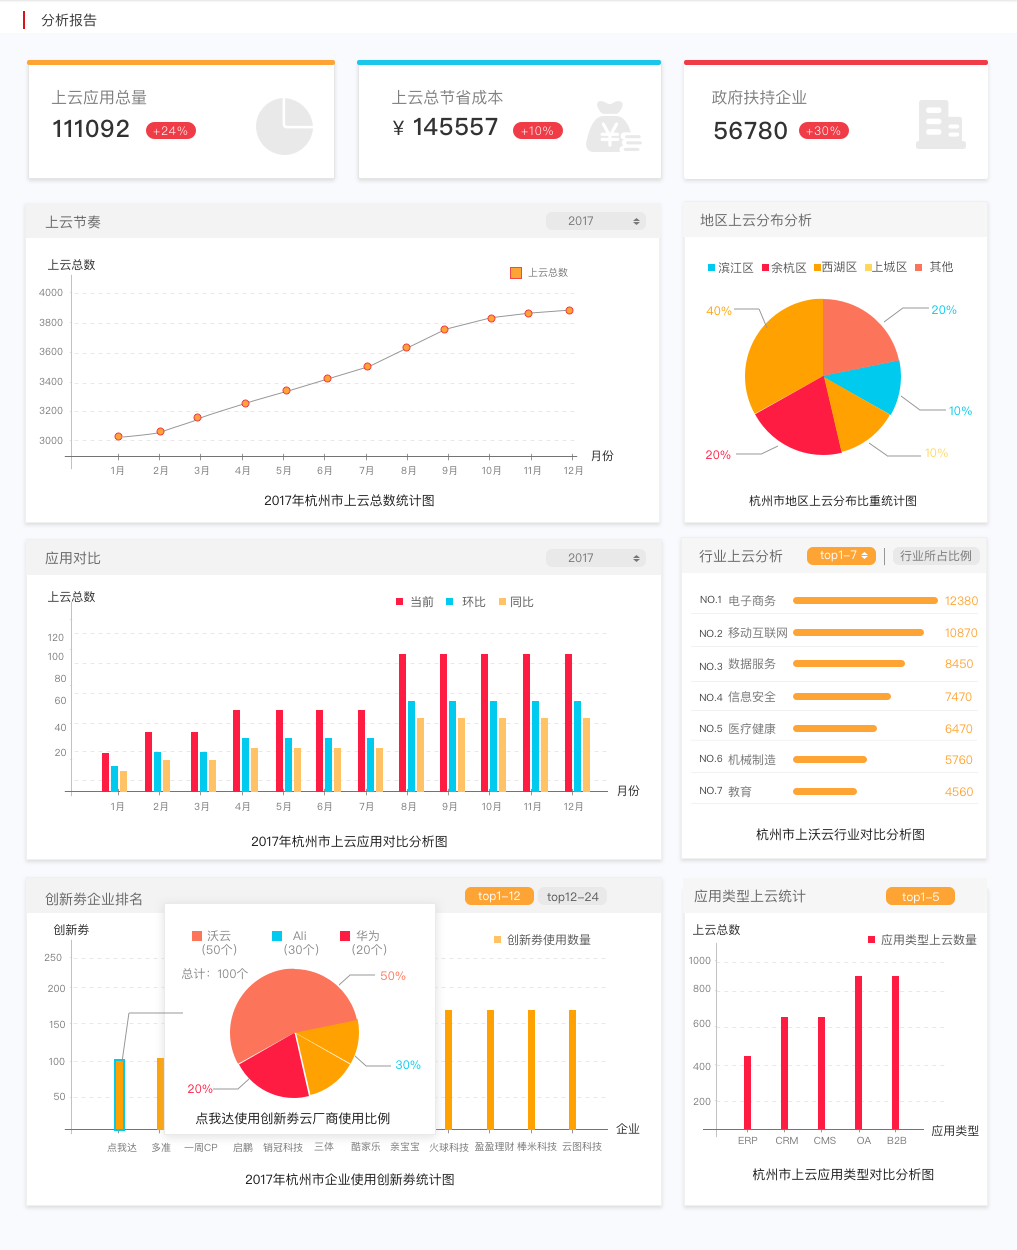 分析报告
上云应用总量
111092 +24%
上云总节省成本
¥ 145557 +10%
政府扶持企业
56780 +30%
上云节奏
2017
上云总数
上云总数
4000
3800
3600
3400
3200
3000
1月 2月 3月 4月 5月 6月 7月 8月 9月 10月 11月 12月
月份
2017年杭州市上云总数统计图
地区上云分布分析
滨江区 余杭区 西湖区 上城区 其他
40%
20%
10%
10%
20%
杭州市地区上云分布比重统计图
应用对比
2017
上云总数
当前 环比 同比
120
100
80
60
40
20
1月 2月 3月 4月 5月 6月 7月 8月 9月 10月 11月 12月
月份
2017年杭州市上云应用对比分析图
行业上云分析
top1-7
行业所占比例
NO.1 电子商务 12380
NO.2 移动互联网 10870
NO.3 数据服务 8450
NO.4 信息安全 7470
NO.5 医疗健康 6470
NO.6 机械制造 5760
NO.7 教育 4560
杭州市上沃云行业对比分析图
创新劵企业排名
top1-12
top12-24
创新劵
创新劵使用数量
250
200
150
100
50
沃云 Ali 华为
(50个) (30个) (20个)
总计：100个
50%
30%
20%
点我达使用创新劵云厂商使用比例
点我达 多准 一周CP 启鹏 销冠科技 三体 酷家乐 亲宝宝 火球科技 盈盈理财 棒米科技 云图科技
企业
2017年杭州市企业使用创新劵统计图
应用类型上云统计
top1-5
上云总数
应用类型上云数量
1000
800
600
400
200
ERP CRM CMS OA B2B
应用类型
杭州市上云应用类型对比分析图